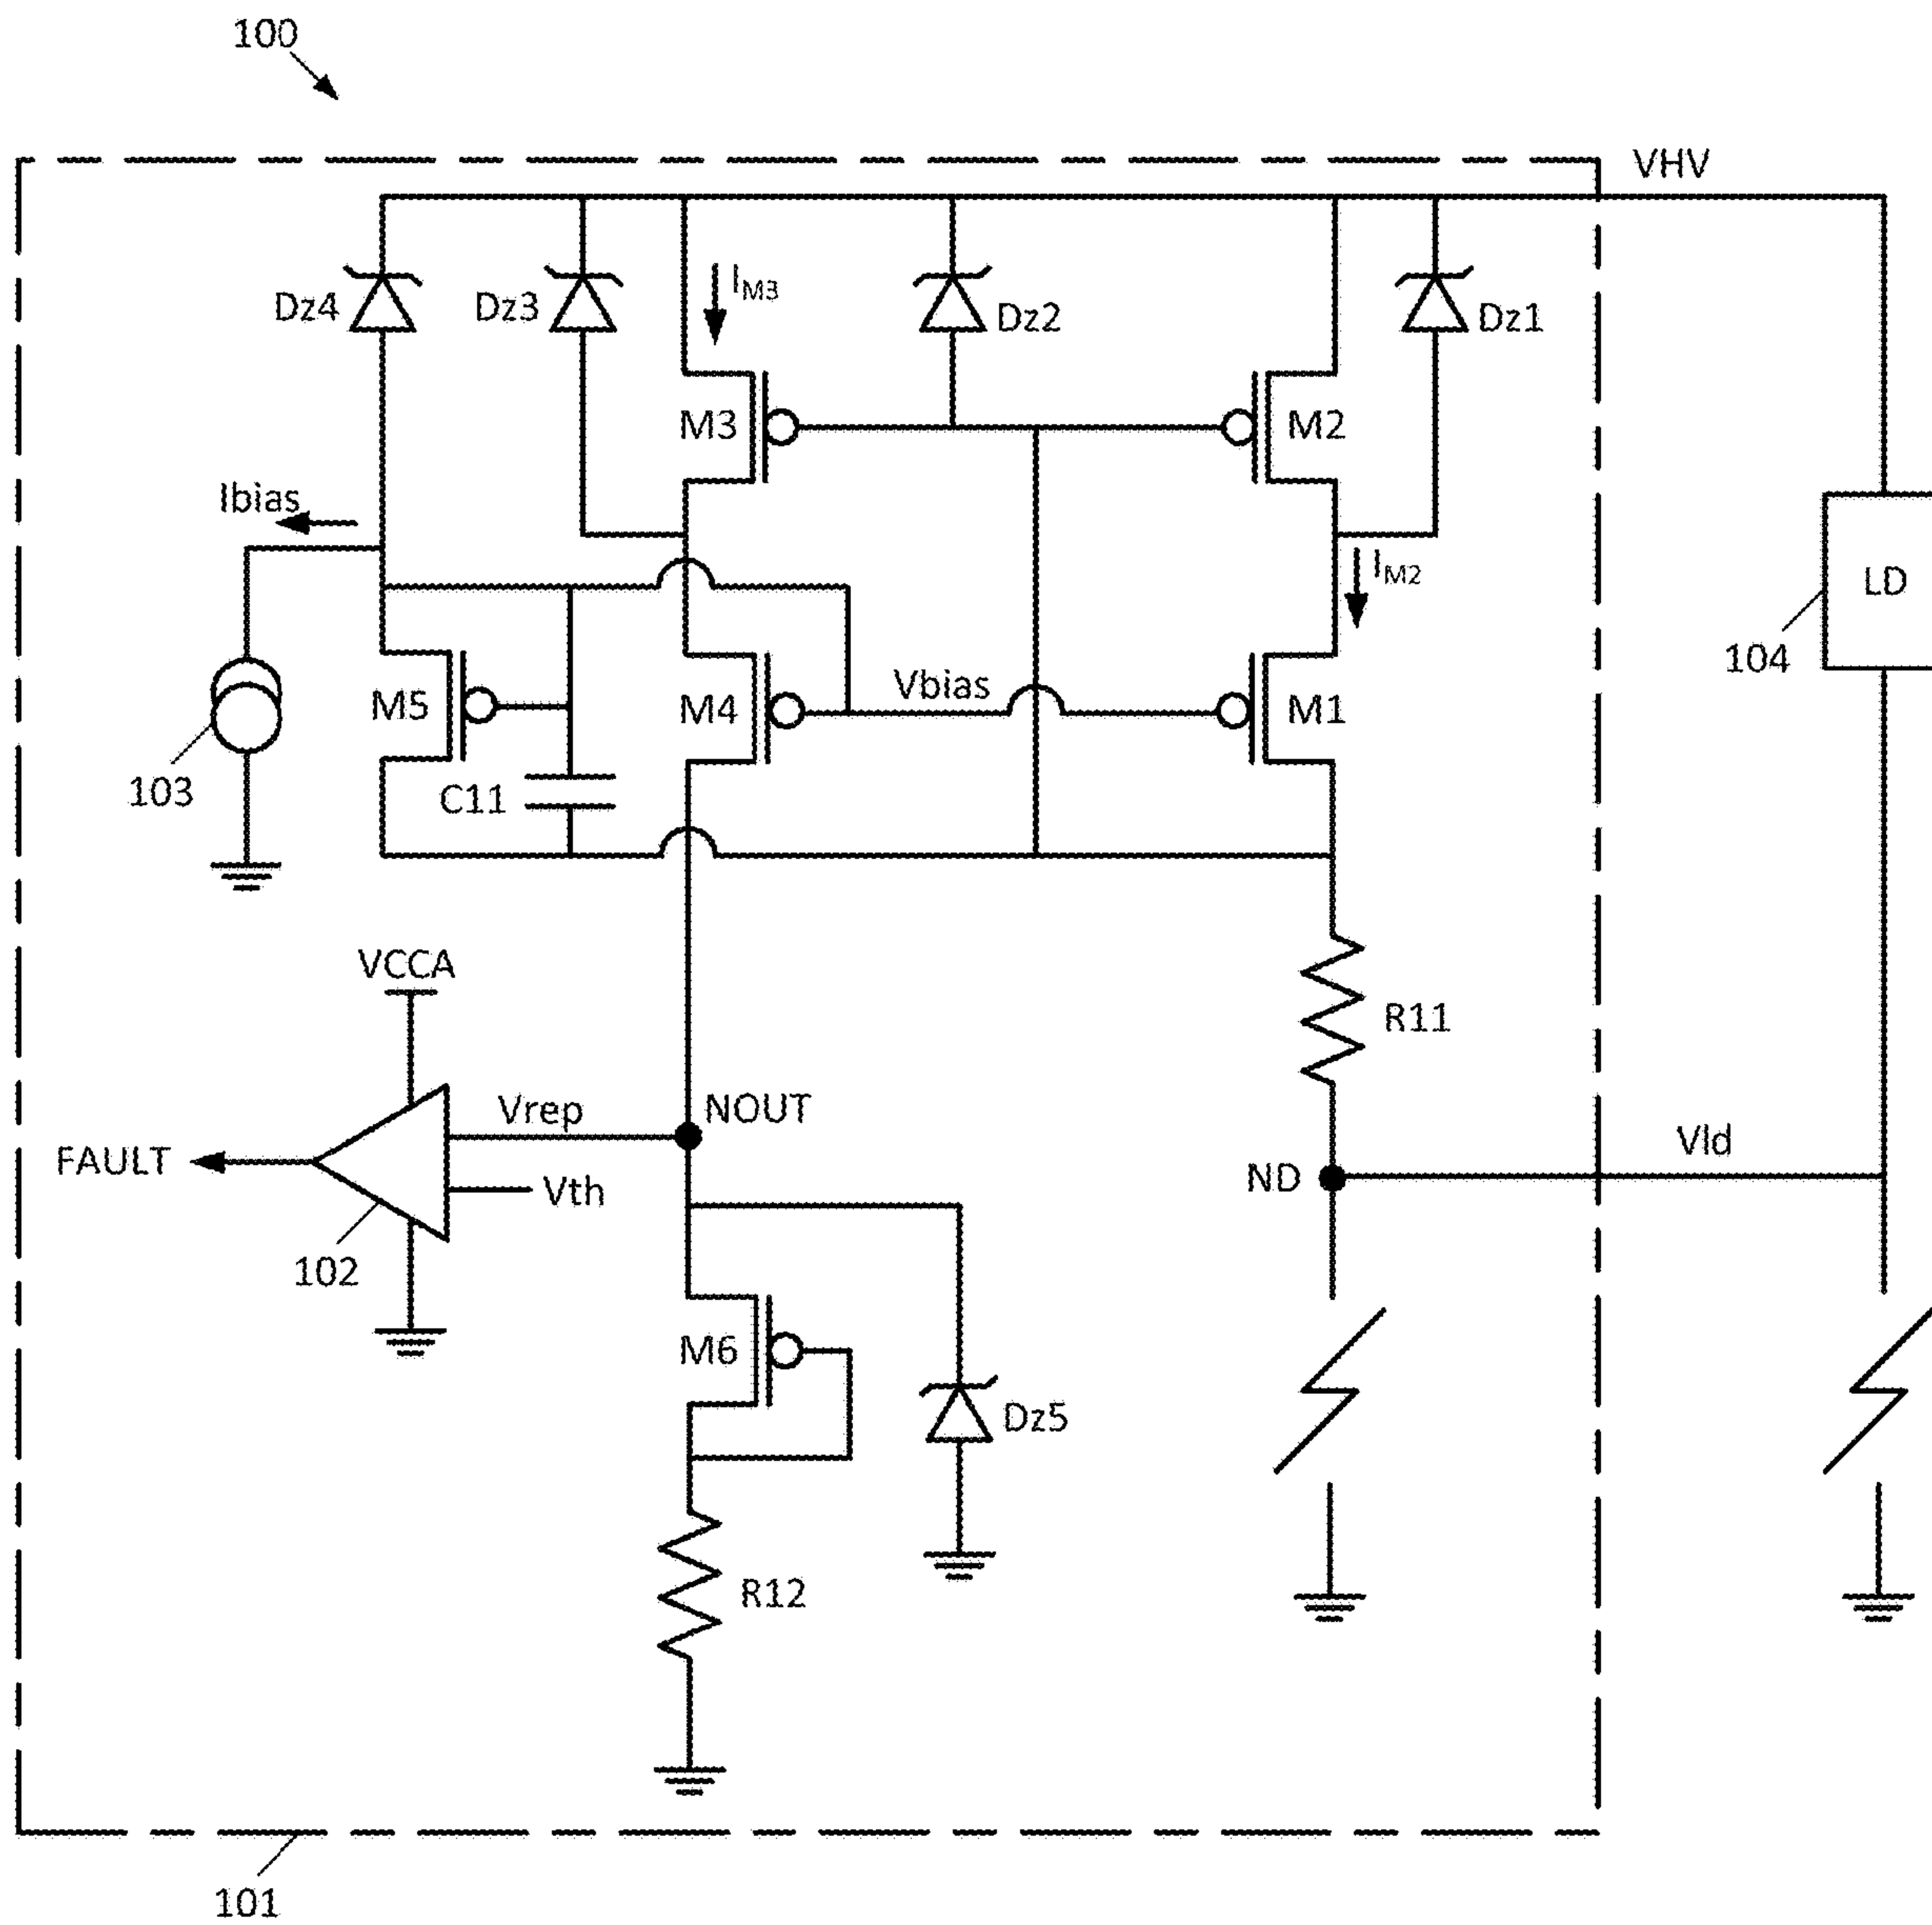 100
VHV
Dz4
Dz3
IM3
Dz2
Dz1
M3
M2
Ibias
IM2
LD
104
M5
M4
Vbias
M1
103
C11
VCCA
R11
Vrep
NOUT
FAULT
Vth
ND
Vld
102
M6
Dz5
R12
101